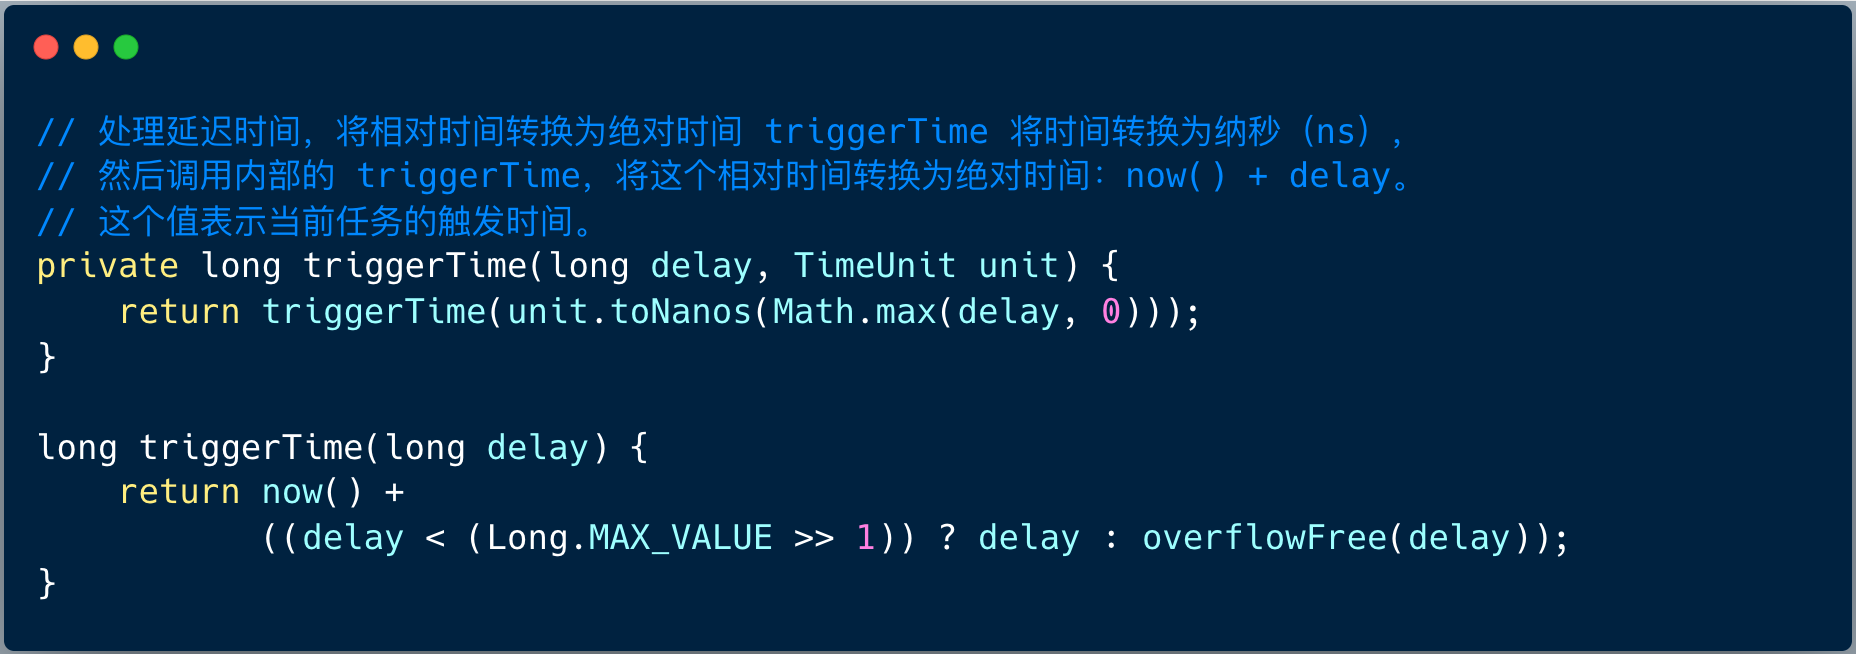 // 处理延迟时间，将相对时间转换为绝对时间 triggerTime 将时间转换为纳秒（ns），
// 然后调用内部的 triggerTime，将这个相对时间转换为绝对时间：now() + delay。
// 这个值表示当前任务的触发时间。
private long triggerTime(long delay, TimeUnit unit) {
    return triggerTime(unit.toNanos(Math.max(delay, 0)));
}
long triggerTime(long delay) {
    return now() +
           ((delay < (Long.MAX_VALUE >> 1)) ? delay : overflowFree(delay));
}